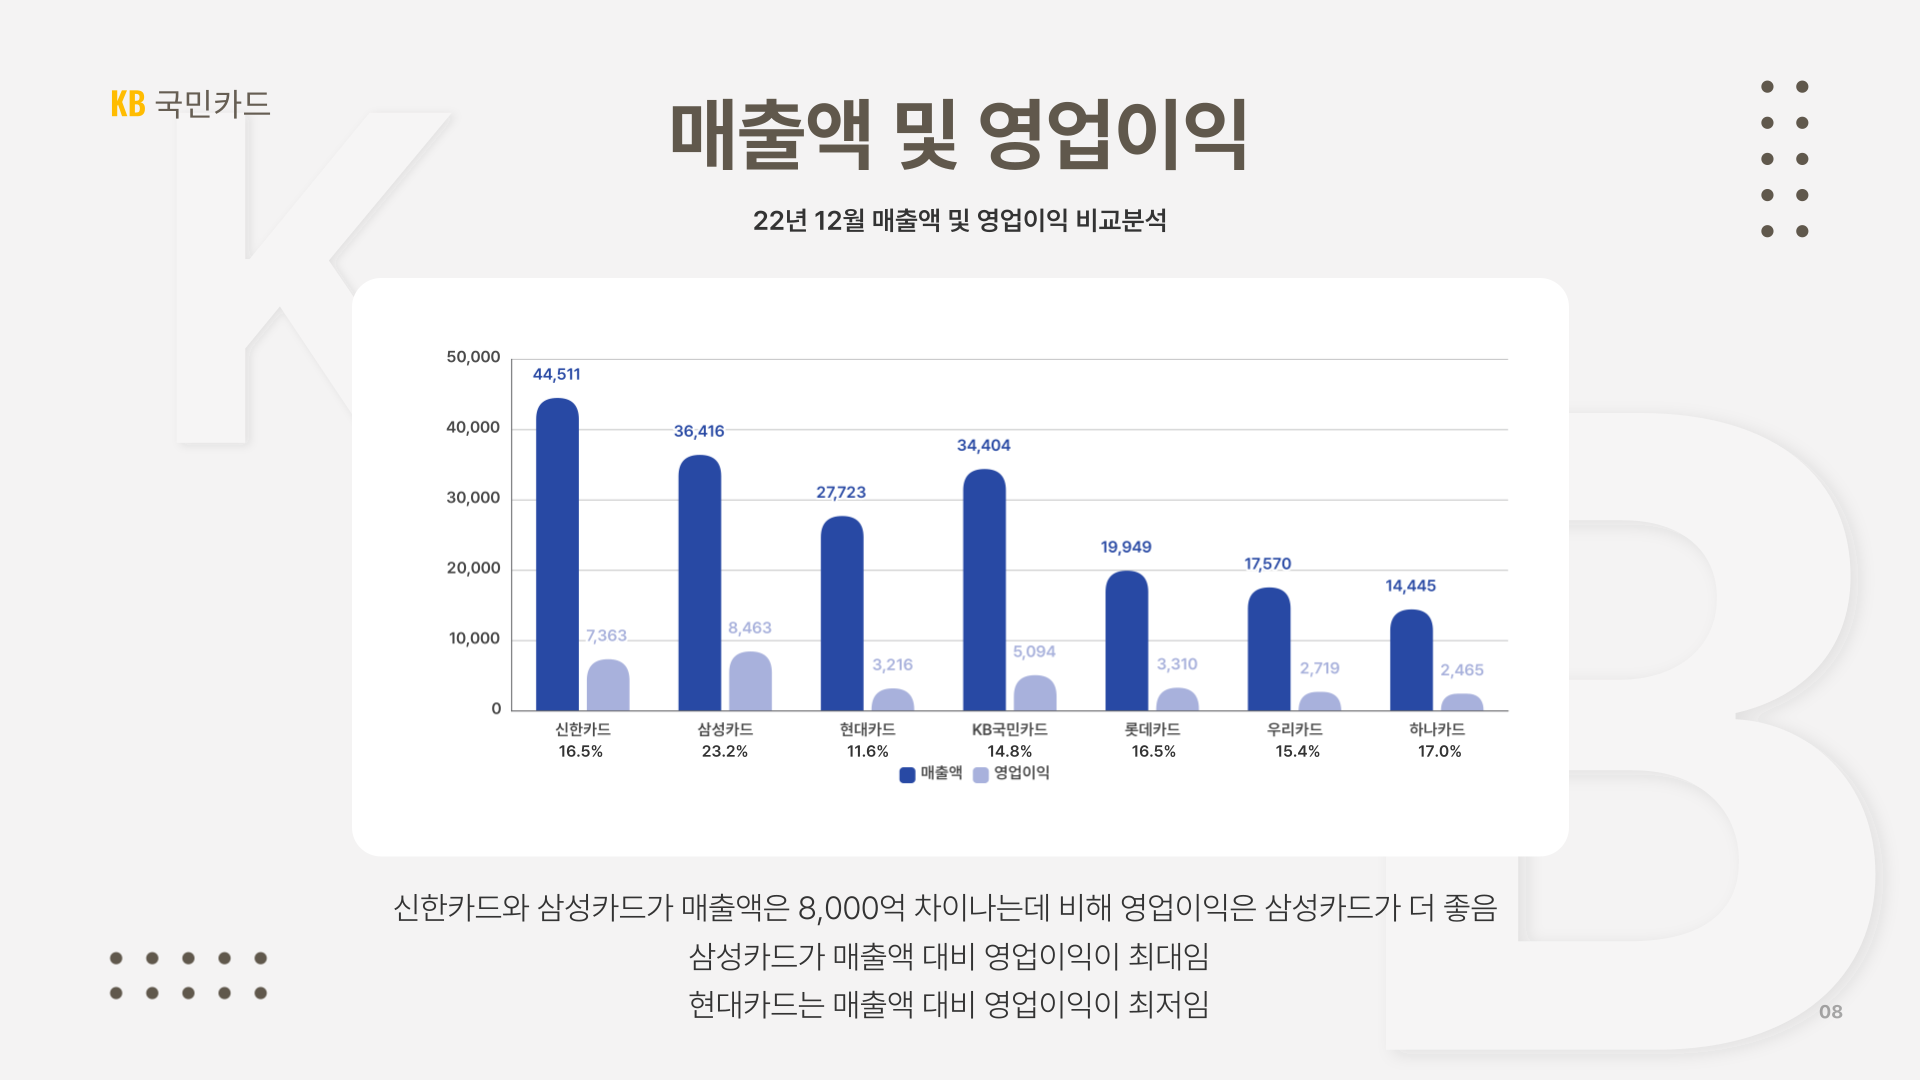 KB 국민카드
매출액 및 영업이익
22년 12월 매출액 및 영업이익 비교분석
50,000
40,000
30,000
20,000
10,000
0
44,511
7,363
36,416
8,463
27,723
3,216
34,404
5,094
19,949
3,310
17,570
2,719
14,445
2,465
신한카드 삼성카드 현대카드 KB국민카드 롯데카드 우리카드 하나카드
16.5% 23.2% 11.6% 14.8% 16.5% 15.4% 17.0%
매출액 영업이익
신한카드와 삼성카드가 매출액은 8,000억 차이나는데 비해 영업이익은 삼성카드가 더 좋음
삼성카드가 매출액 대비 영업이익이 최대임
현대카드는 매출액 대비 영업이익이 최저임
08
K
B